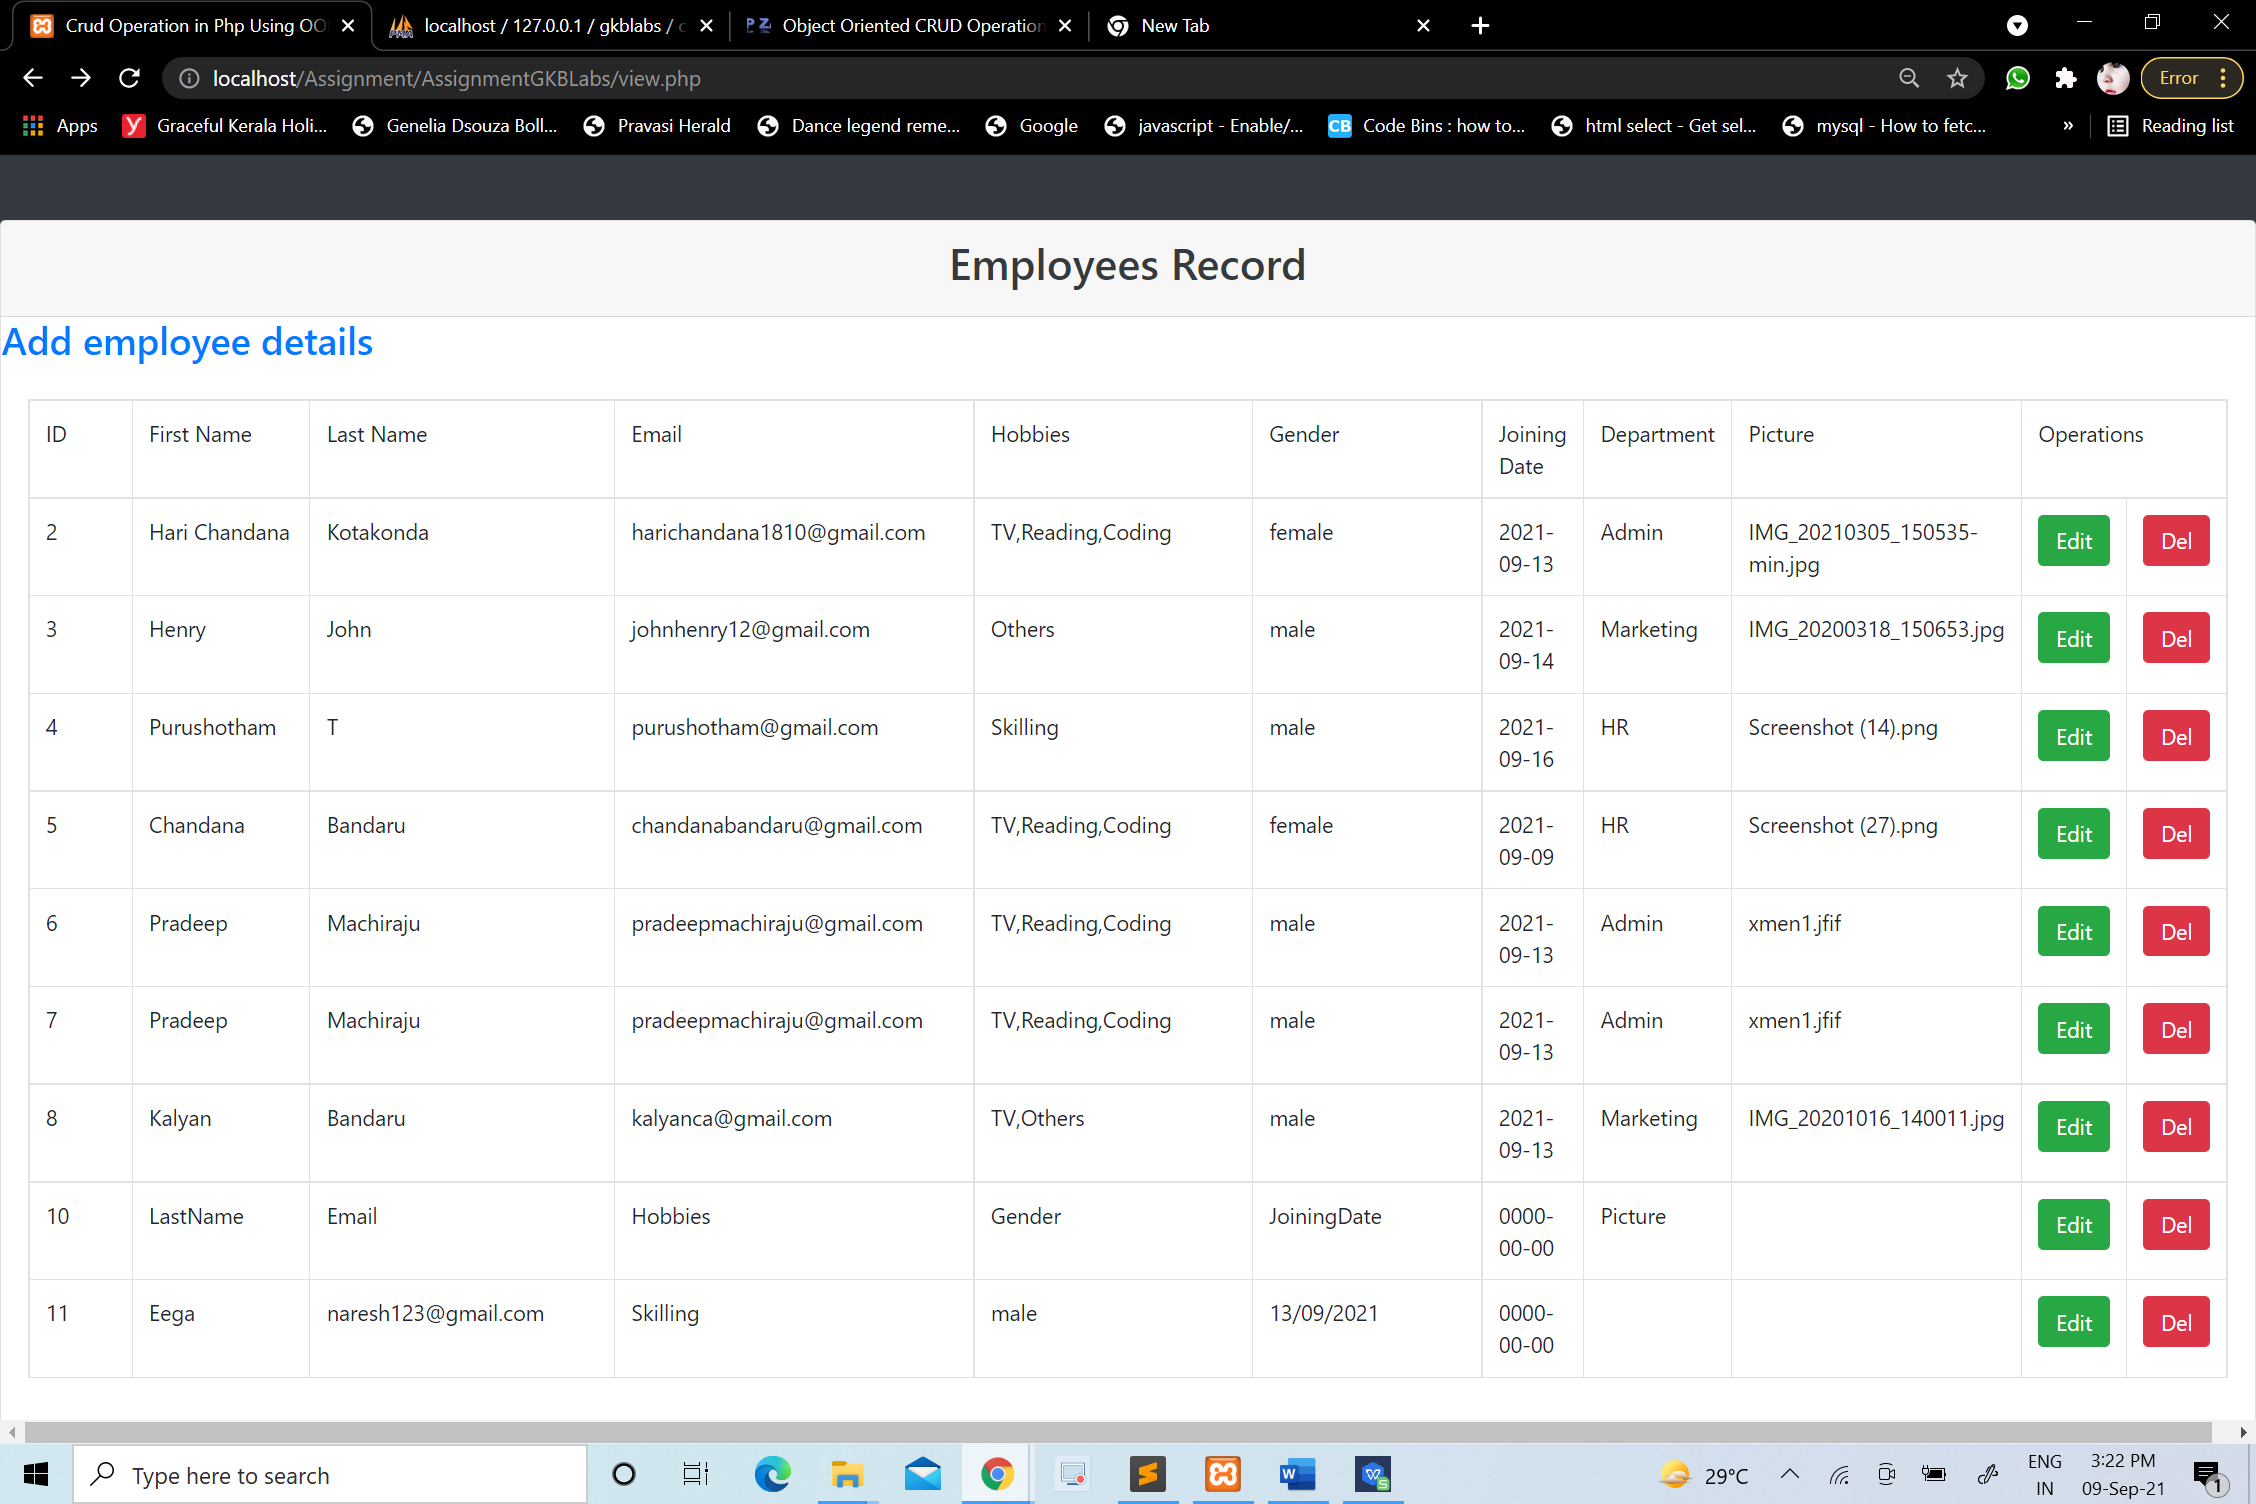 Crud Operation in Php Using OO
localhost / 127.0.0.1 / gkblabs / c
Object Oriented CRUD Operation
New Tab
localhost/Assignment/AssignmentGKBLabs/view.php
Error
Apps
Graceful Kerala Holi...
Genelia Dsouza Boll...
Pravasi Herald
Dance legend reme...
Google
javascript - Enable/...
CB Code Bins : how to...
html select - Get sel...
mysql - How to fetc...
»
Reading list
Employees Record
Add employee details
ID First Name Last Name Email Hobbies Gender Joining Date Department Picture Operations
2 Hari Chandana Kotakonda harichandana1810@gmail.com TV,Reading,Coding female 2021-09-13 Admin IMG_20210305_150535-min.jpg Edit Del
3 Henry John johnhenry12@gmail.com Others male 2021-09-14 Marketing IMG_20200318_150653.jpg Edit Del
4 Purushotham T purushotham@gmail.com Skilling male 2021-09-16 HR Screenshot (14).png Edit Del
5 Chandana Bandaru chandanabandaru@gmail.com TV,Reading,Coding female 2021-09-09 HR Screenshot (27).png Edit Del
6 Pradeep Machiraju pradeepmachiraju@gmail.com TV,Reading,Coding male 2021-09-13 Admin xmen1.jfif Edit Del
7 Pradeep Machiraju pradeepmachiraju@gmail.com TV,Reading,Coding male 2021-09-13 Admin xmen1.jfif Edit Del
8 Kalyan Bandaru kalyanca@gmail.com TV,Others male 2021-09-13 Marketing IMG_20201016_140011.jpg Edit Del
10 LastName Email Hobbies Gender JoiningDate 0000-00-00 Picture Edit Del
11 Eega naresh123@gmail.com Skilling male 13/09/2021 0000-00-00 Edit Del
Type here to search
29°C
ENG
IN
3:22 PM
09-Sep-21
1